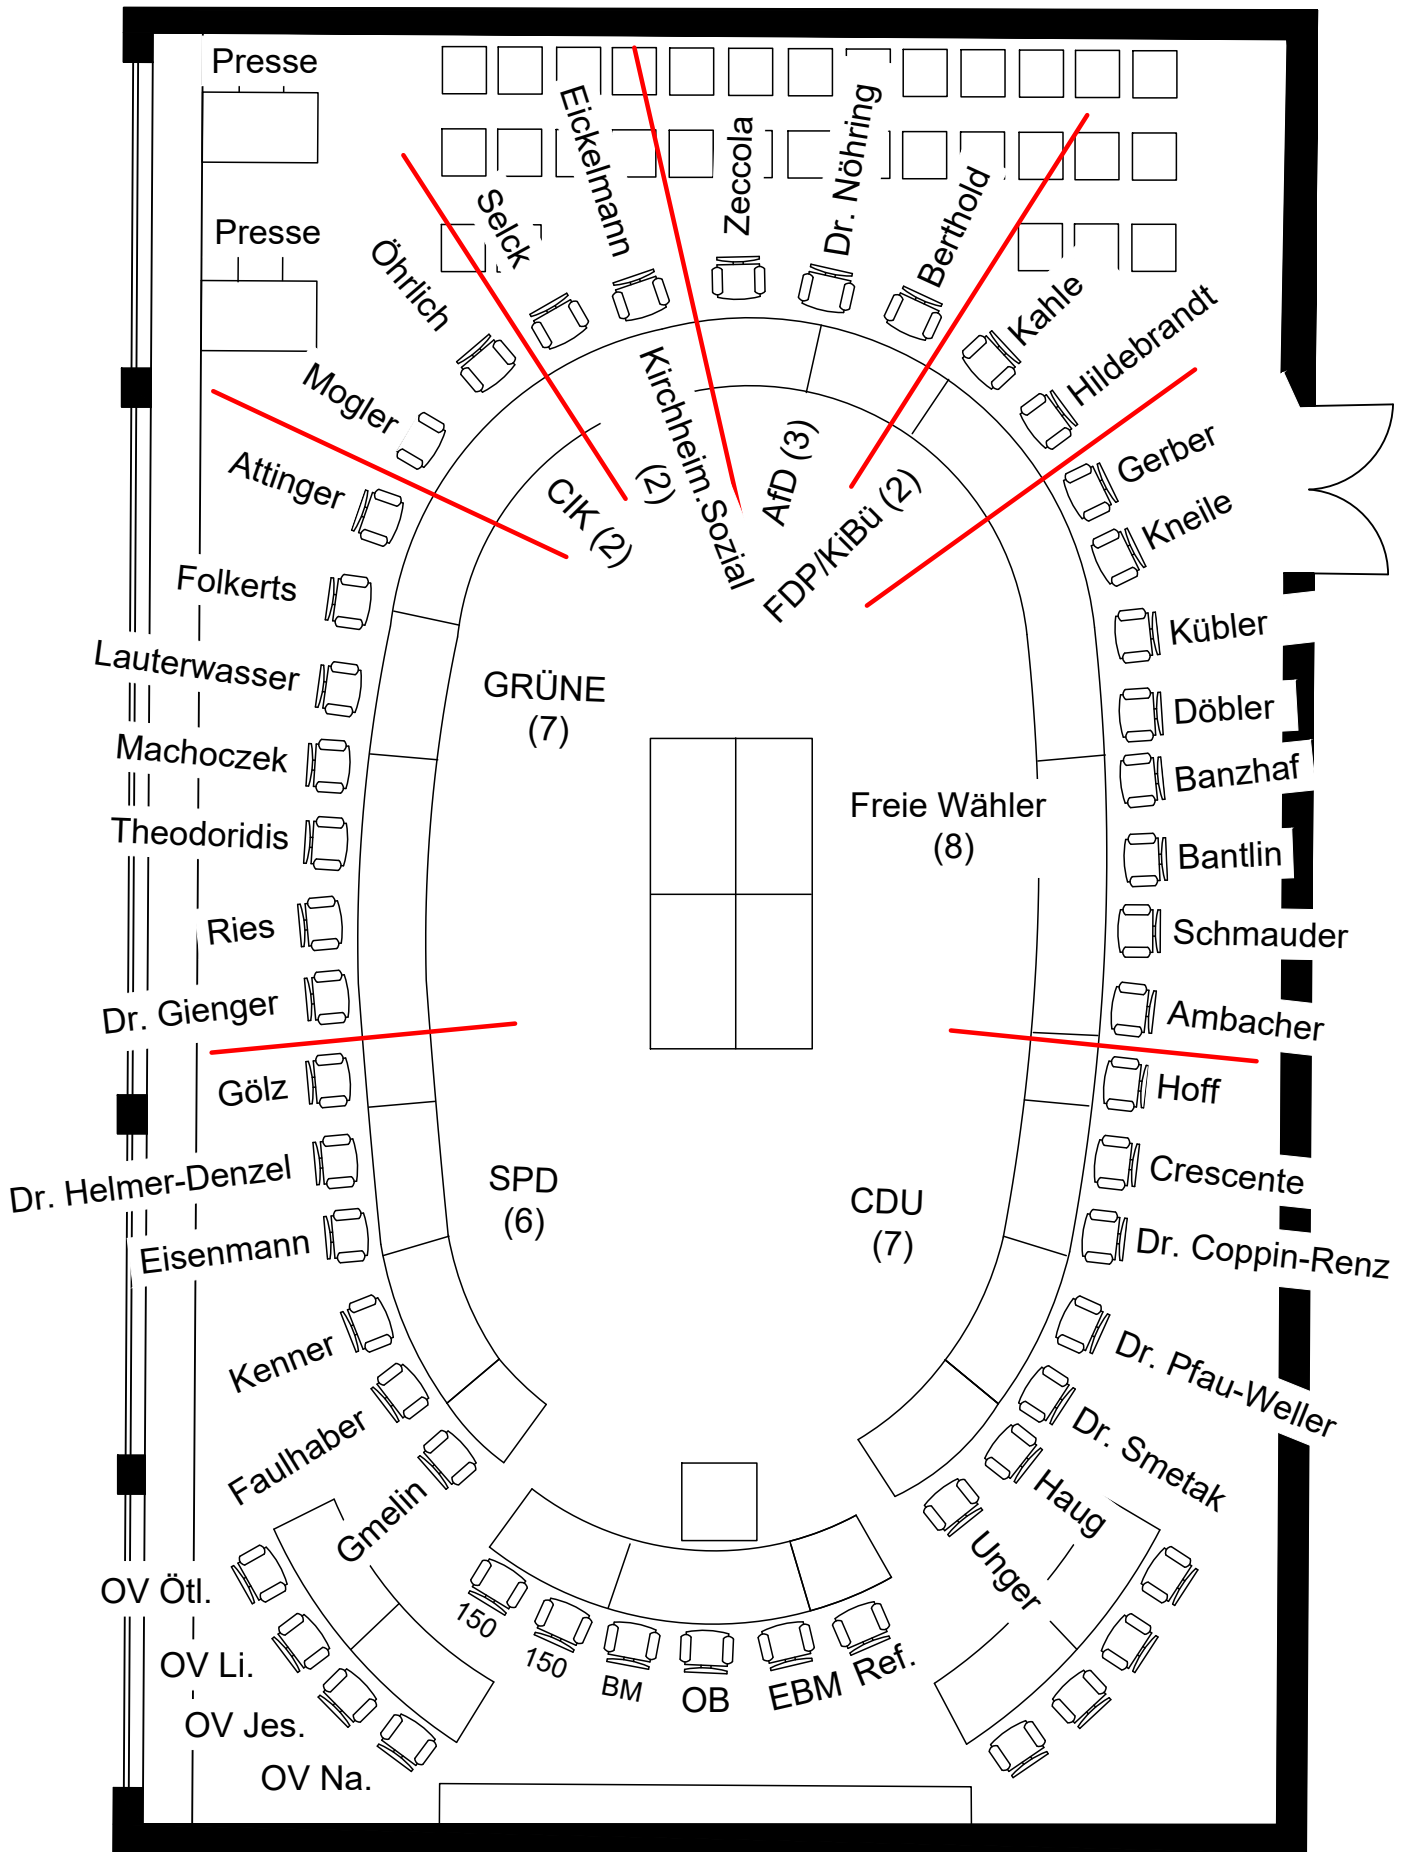 Presse
Presse
Mogler
Öhrlich
Selck
Eickelmann
Zeccola
Dr. Nöhring
Berthold
Kahle
Hildebrandt
Attinger
Folkerts
Lauterwasser
Machoczek
Theodoridis
Ries
Dr. Gienger
Gölz
Dr. Helmer-Denzel
Eisenmann
Kenner
Faulhaber
Gmelin
CIK (2)
Kirchheim.Sozial
(2)
AfD (3)
FDP/KiBü (2)
GRÜNE
(7)
Freie Wähler
(8)
SPD
(6)
CDU
(7)
Gerber
Kneile
Kübler
Döbler
Banzhaf
Bantlin
Schmauder
Ambacher
Hoff
Crescente
Dr. Coppin-Renz
Dr. Pfau-Weller
Dr. Smetak
Haug
Unger
OV Ötl.
OV Li.
OV Jes.
OV Na.
150
150
BM
OB
EBM
Ref.